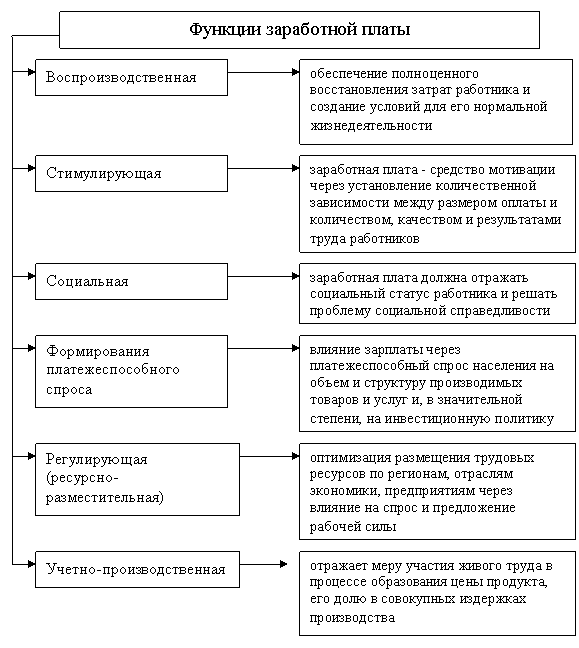 Функции заработной платы
Воспроизводственная
обеспечение полноценного
восстановления затрат работника и
создание условий для его нормальной
жизнедеятельности
Стимулирующая
заработная плата - средство мотивации
через установление количественной
зависимости между размером оплаты и
количеством, качеством и результатами
труда работников
Социальная
заработная плата должна отражать
социальный статус работника и решать
проблему социальной справедливости
Формирования
платежеспособного
спроса
влияние зарплаты через
платежеспособный спрос населения на
объем и структуру производимых
товаров и услуг и, в значительной
степени, на инвестиционную политику
Регулирующая
(ресурсно-
разместительная)
оптимизация размещения трудовых
ресурсов по регионам, отраслям
экономики, предприятиям через
влияние на спрос и предложение
рабочей силы
Учетно-производственная
отражает меру участия живого труда в
процессе образования цены продукта,
его долю в совокупных издержках
производства